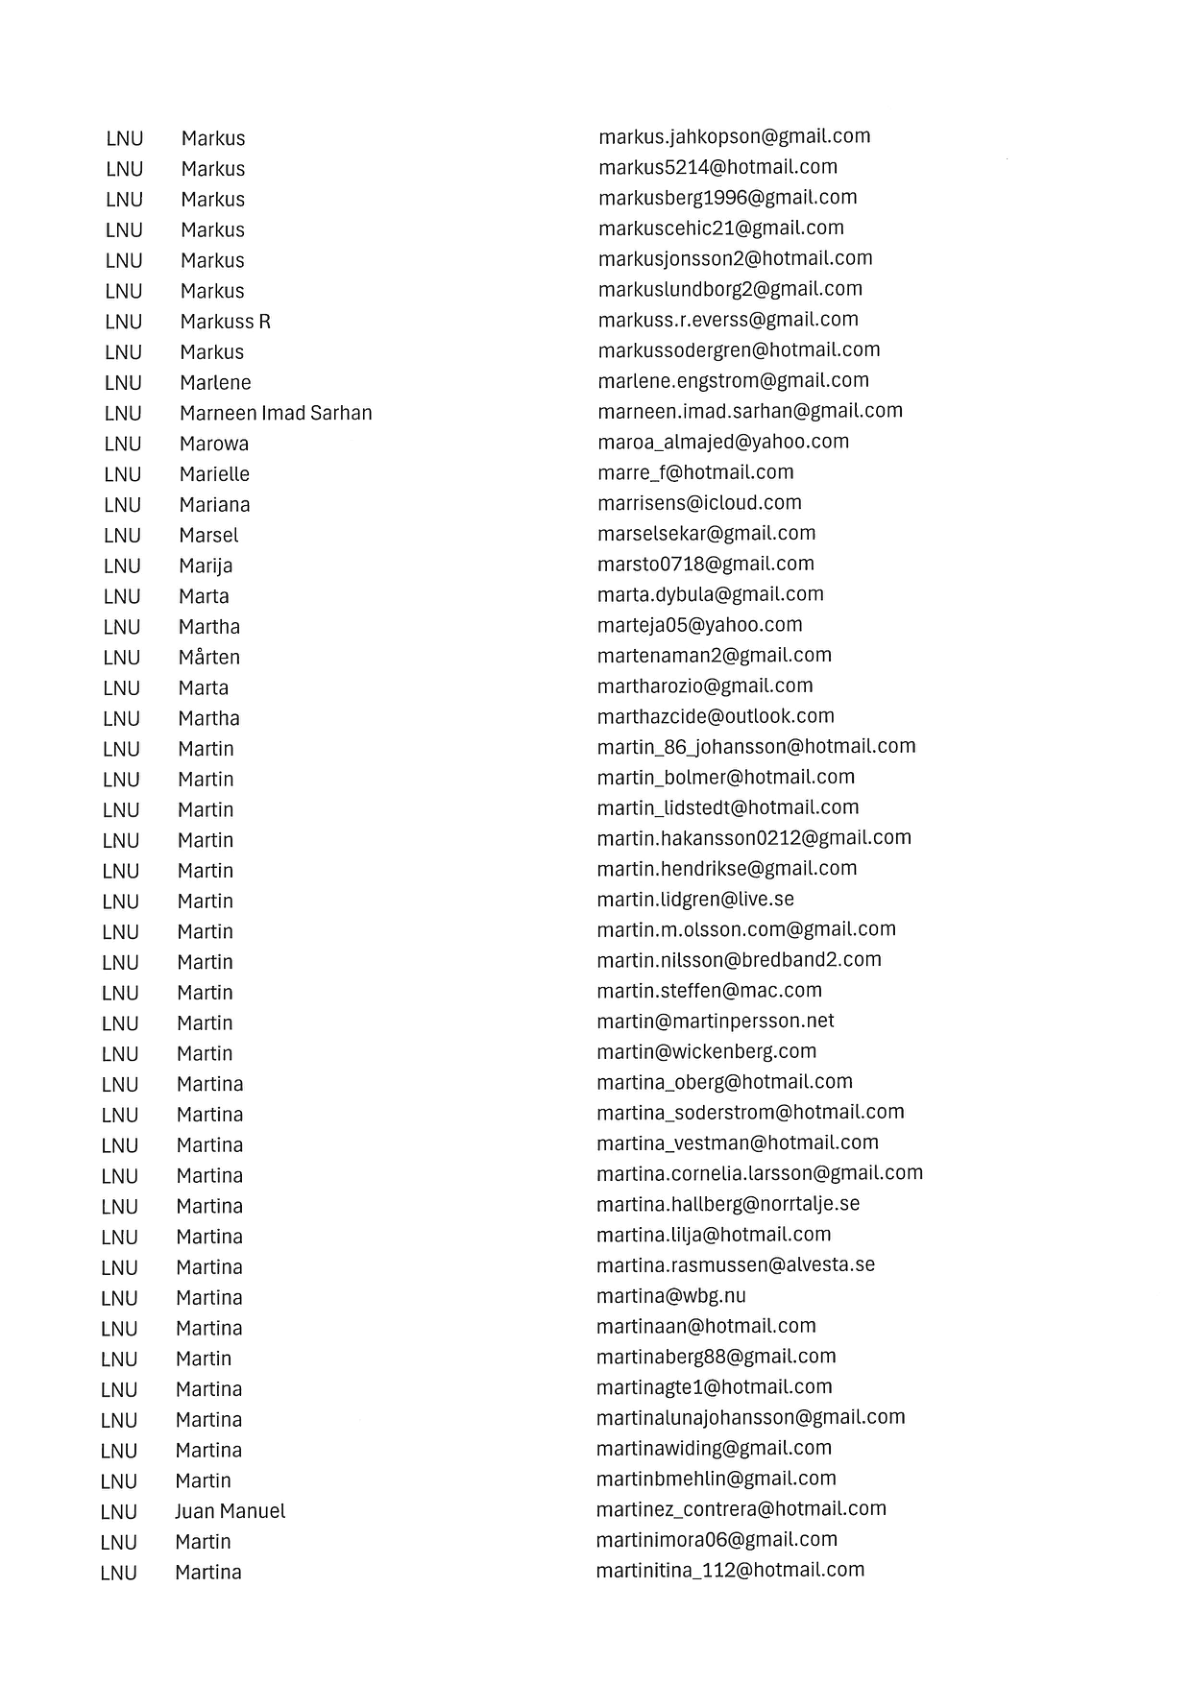 LNU Markus markus.jahkopson@gmail.com
LNU Markus markus5214@hotmail.com
LNU Markus markusberg1996@gmail.com
LNU Markus markuscehic21@gmail.com
LNU Markus markusjonsson2@hotmail.com
LNU Markus markuslundborg2@gmail.com
LNU Markuss R markuss.r.everss@gmail.com
LNU Markus markussodergren@hotmail.com
LNU Marlene marlene.engstrom@gmail.com
LNU Marneen Imad Sarhan marneen.imad.sarhan@gmail.com
LNU Marowa maroa_almajed@yahoo.com
LNU Marielle marre_f@hotmail.com
LNU Mariana marrisens@icloud.com
LNU Marsel marselsekar@gmail.com
LNU Marija marsto0718@gmail.com
LNU Marta marta.dybula@gmail.com
LNU Martha marteja05@yahoo.com
LNU Mårten martenaman2@gmail.com
LNU Marta martharozio@gmail.com
LNU Martha marthazcide@outlook.com
LNU Martin martin_86_johansson@hotmail.com
LNU Martin martin_bolmer@hotmail.com
LNU Martin martin_lidstedt@hotmail.com
LNU Martin martin.hakansson0212@gmail.com
LNU Martin martin.hendrikse@gmail.com
LNU Martin martin.lidgren@live.se
LNU Martin martin.m.olsson.com@gmail.com
LNU Martin martin.nilsson@bredband2.com
LNU Martin martin.steffen@mac.com
LNU Martin martin@martinpersson.net
LNU Martin martin@wickenberg.com
LNU Martina martina_oberg@hotmail.com
LNU Martina martina_soderstrom@hotmail.com
LNU Martina martina_vestman@hotmail.com
LNU Martina martina.cornelia.larsson@gmail.com
LNU Martina martina.hallberg@norrtalje.se
LNU Martina martina.lilja@hotmail.com
LNU Martina martina.rasmussen@alvesta.se
LNU Martina martina@wbg.nu
LNU Martina martinaan@hotmail.com
LNU Martin martinaberg88@gmail.com
LNU Martina martinagte1@hotmail.com
LNU Martina martinalunajohansson@gmail.com
LNU Martina martinawiding@gmail.com
LNU Martin martinbmehlin@gmail.com
LNU Juan Manuel martinez_contrera@hotmail.com
LNU Martin martinimora06@gmail.com
LNU Martina martinitina_112@hotmail.com